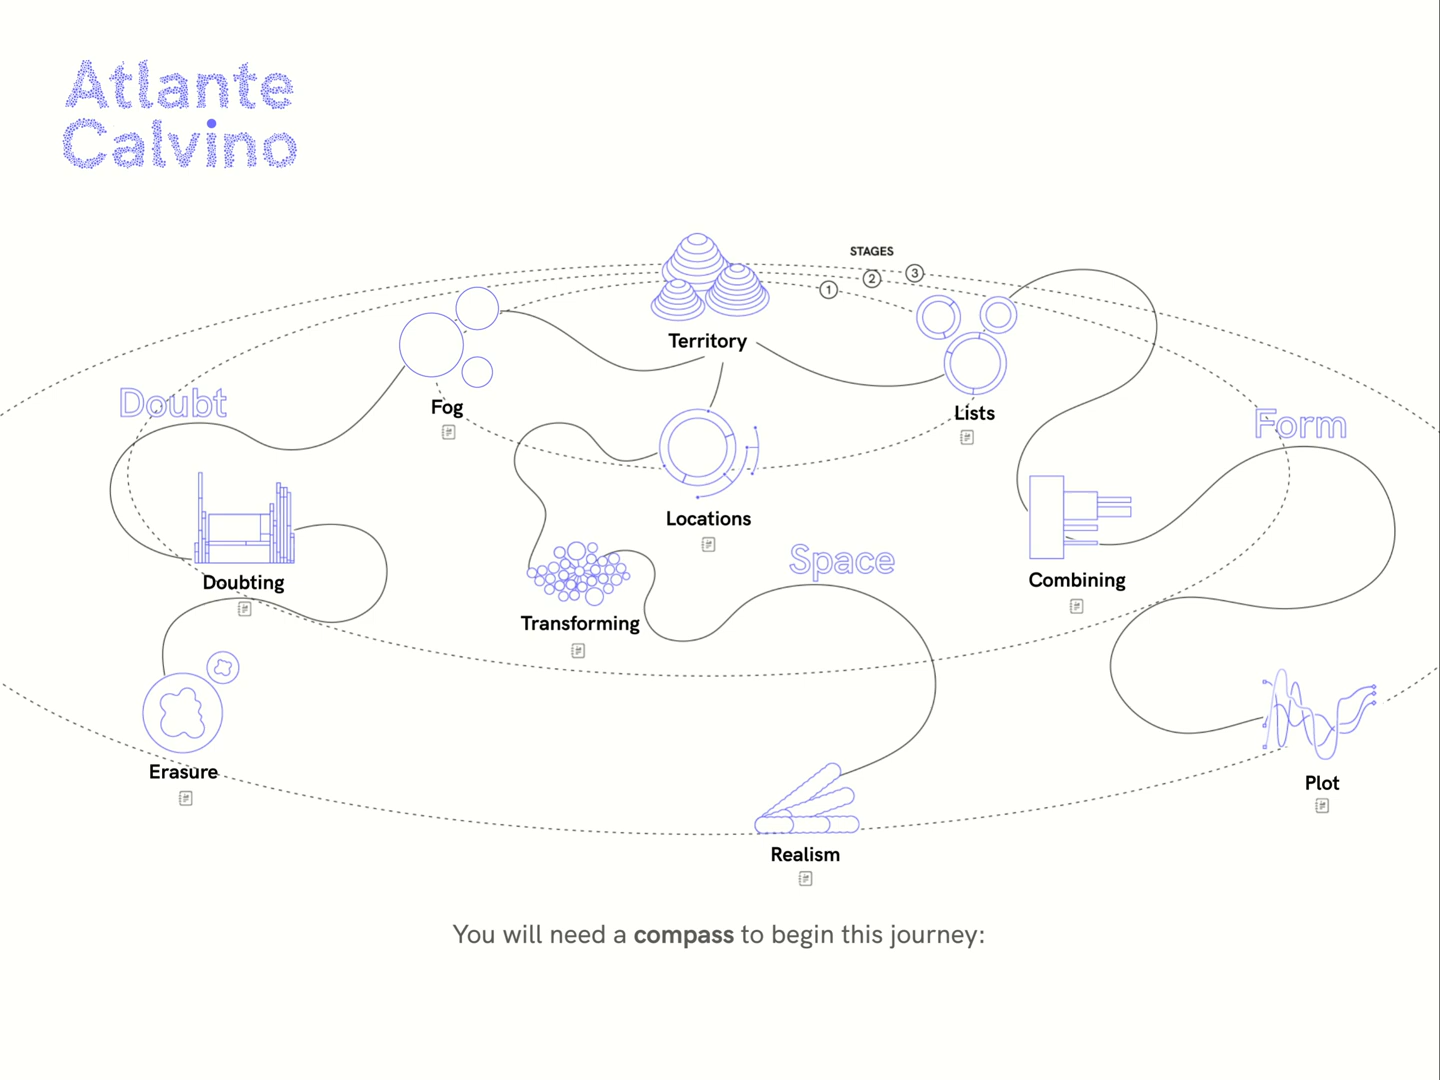 Atlante
Calvino
STAGES
1
2
3
Territory
Doubt
Fog
Lists
Form
Locations
Space
Doubting
Combining
Transforming
Erasure
Plot
Realism
You will need a compass to begin this journey: